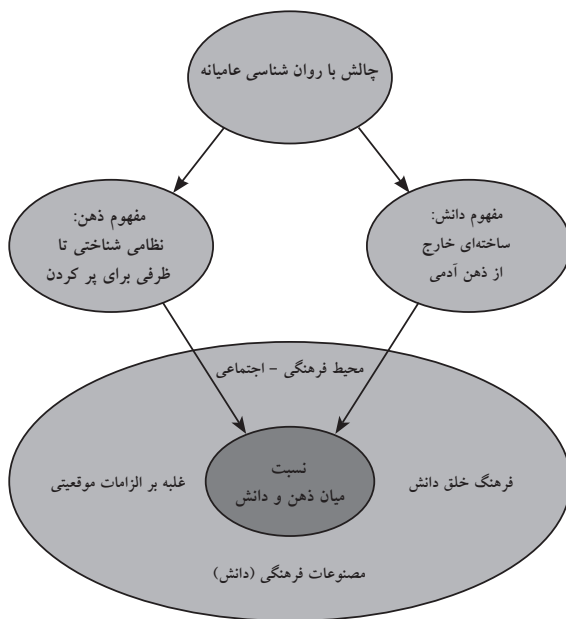 چالش با روان شناسی عامیانه
مفهوم دانش:
ساخته‌ای خارج
از ذهن آدمی
مفهوم ذهن:
نظامی شناختی تا
ظرفی برای پر کردن
محیط فرهنگی - اجتماعی
فرهنگ خلق دانش
نسبت
میان ذهن و دانش
غلبه بر الزامات موقعیتی
مصنوعات فرهنگی (دانش)